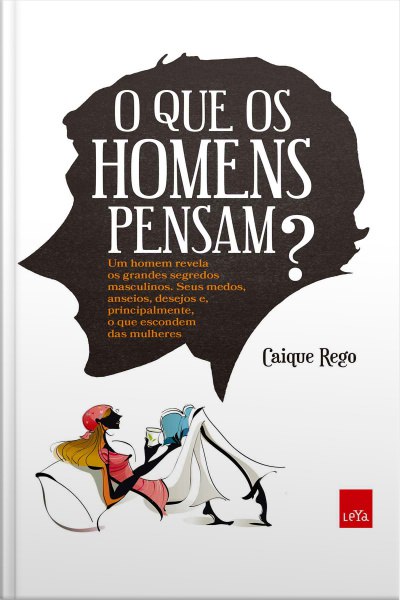 O QUE OS
HOMENS
PENSAM?
Um homem revela
os grandes segredos
masculinos. Seus medos,
anseios, desejos e,
principalmente,
o que escondem
das mulheres
Caique Rego
LeYa